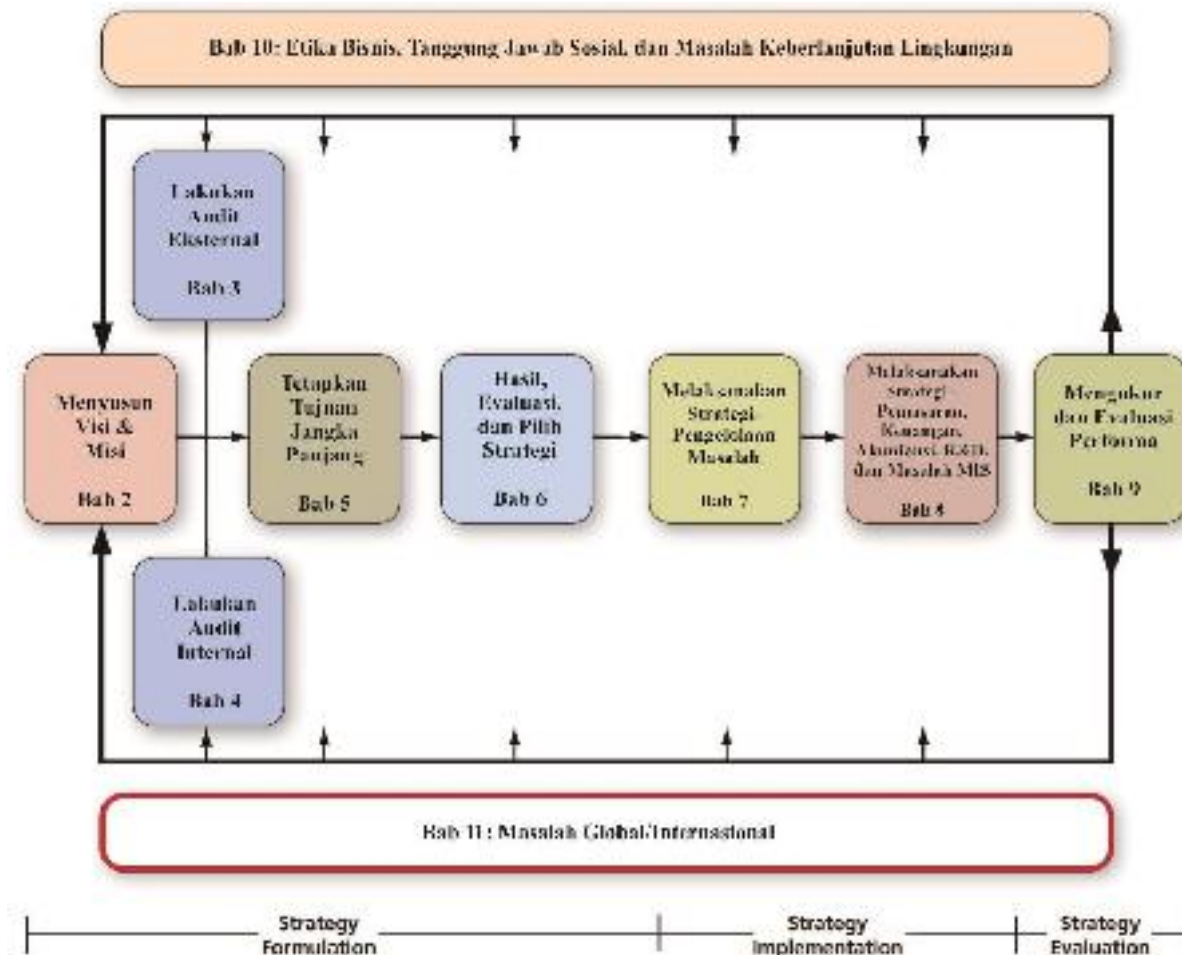 Bab 10: Etika Bisnis, Tanggung Jawab Sosial, dan Masalah Keberlanjutan Lingkungan
Lakukan
Audit
Eksternal
Bab 3
Menyusun
Visi &
Misi
Bab 2
Tetapkan
Tujuan
Jangka
Panjang
Bab 5
Hasil,
Evaluasi,
dan Pilih
Strategi
Bab 6
Melaksanakan
Strategi
Pengelolaan
Masalah
Bab 7
Melaksanakan
Strategi
Pemasaran,
Keuangan,
Akuntansi, R&D,
dan Masalah MIS
Bab 8
Mengukur
dan Evaluasi
Performa
Bab 9
Lakukan
Audit
Internal
Bab 4
Bab 11: Masalah Global/Internasional
Strategy
Formulation
Strategy
Implementation
Strategy
Evaluation